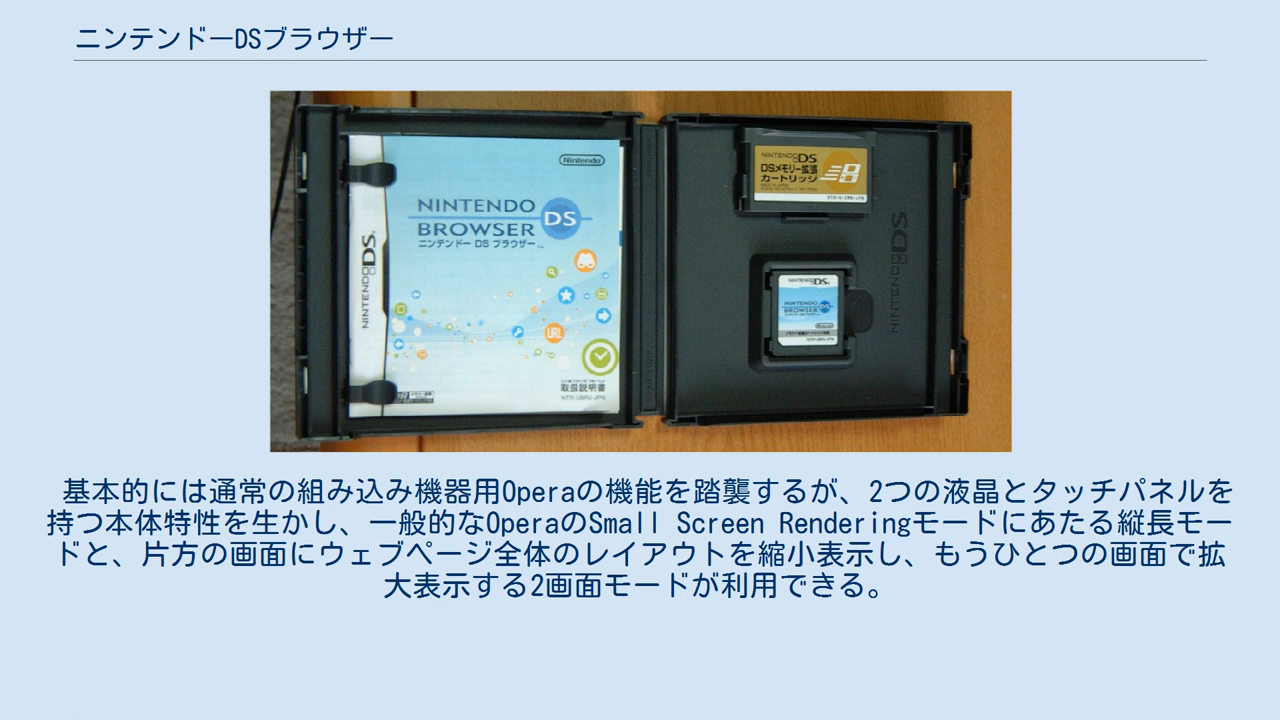 ニンテンドーDSブラウザー
Nintendo
NINTENDO
BROWSER
DS
ニンテンドー DS ブラウザー
NINTENDO DS
URL
取扱説明書
NTR-UBRJ-JPN
NINTENDO DS
DSメモリー拡張
カートリッジ
NINTENDO DS
NINTENDO
BROWSER
DS
NINTENDO DS
基本的には通常の組み込み機器用Operaの機能を踏襲するが、2つの液晶とタッチパネルを
持つ本体特性を生かし、一般的なOperaのSmall Screen Renderingモードにあたる縦長モー
ドと、片方の画面にウェブページ全体のレイアウトを縮小表示し、もうひとつの画面で拡
大表示する2画面モードが利用できる。